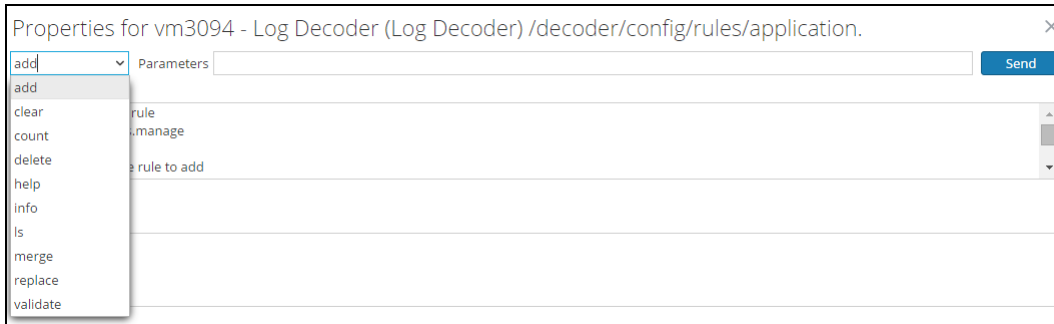 Properties for vm3094 - Log Decoder (Log Decoder) /decoder/config/rules/application.
add Parameters Send
add
clear rule
count s.manage
delete e rule to add
help
info
ls
merge
replace
validate